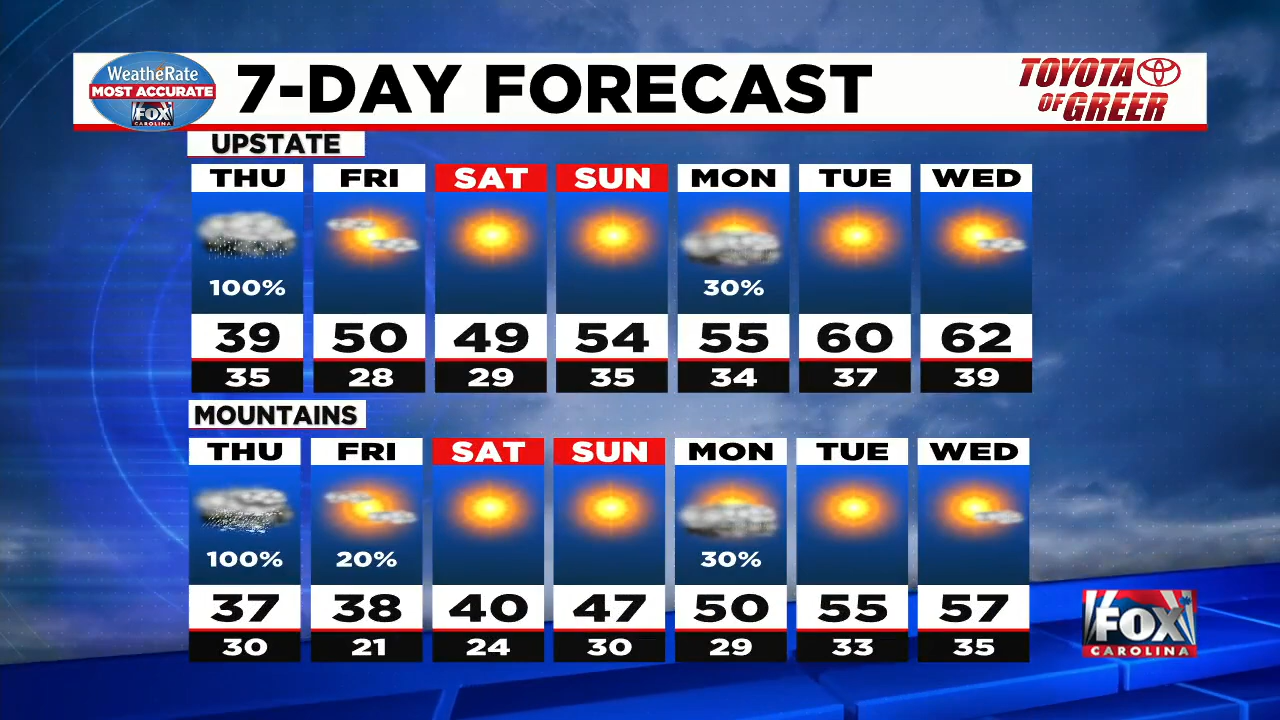 WeatheRate
MOST ACCURATE
FOX
CAROLINA
7-DAY FORECAST
TOYOTA
OF GREER
UPSTATE
THU FRI SAT SUN MON TUE WED
100% 30%
39 50 49 54 55 60 62
35 28 29 35 34 37 39
MOUNTAINS
THU FRI SAT SUN MON TUE WED
100% 20% 30%
37 38 40 47 50 55 57
30 21 24 30 29 33 35
FOX
CAROLINA